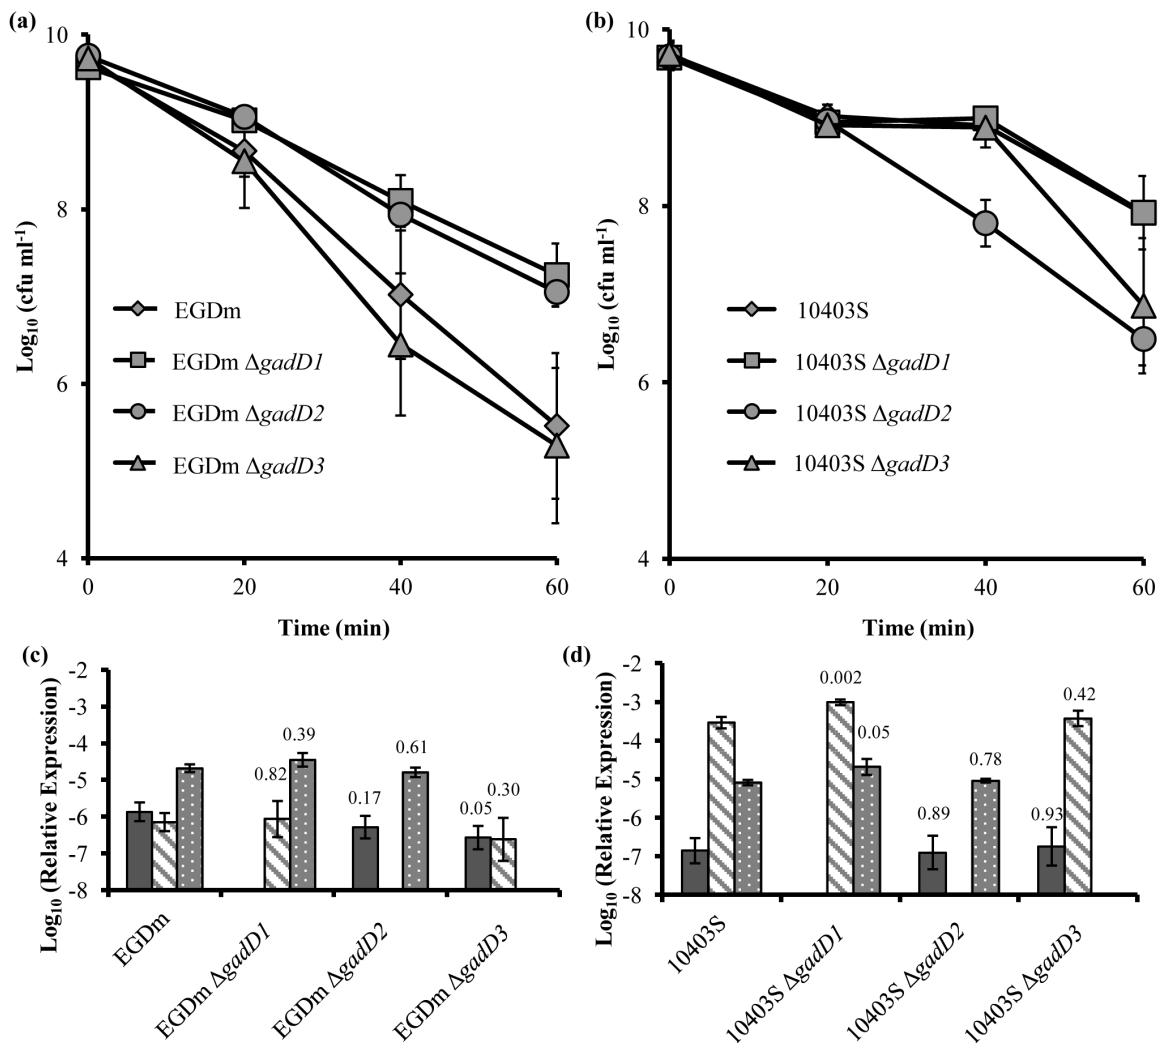 (a)
10
8
6
4
Log10 (cfu ml-1)
EGDm
EGDm ΔgadD1
EGDm ΔgadD2
EGDm ΔgadD3
0 20 40 60
Time (min)
(b)
10
8
6
4
Log10 (cfu ml-1)
10403S
10403S ΔgadD1
10403S ΔgadD2
10403S ΔgadD3
0 20 40 60
Time (min)
(c)
Log10 (Relative Expression)
-2
-3
-4
-5
-6
-7
-8
0.82
0.39
0.17
0.61
0.05
0.30
EGDm
EGDm ΔgadD1
EGDm ΔgadD2
EGDm ΔgadD3
(d)
Log10 (Relative Expression)
-2
-3
-4
-5
-6
-7
-8
0.002
0.05
0.89
0.78
0.93
0.42
10403S
10403S ΔgadD1
10403S ΔgadD2
10403S ΔgadD3